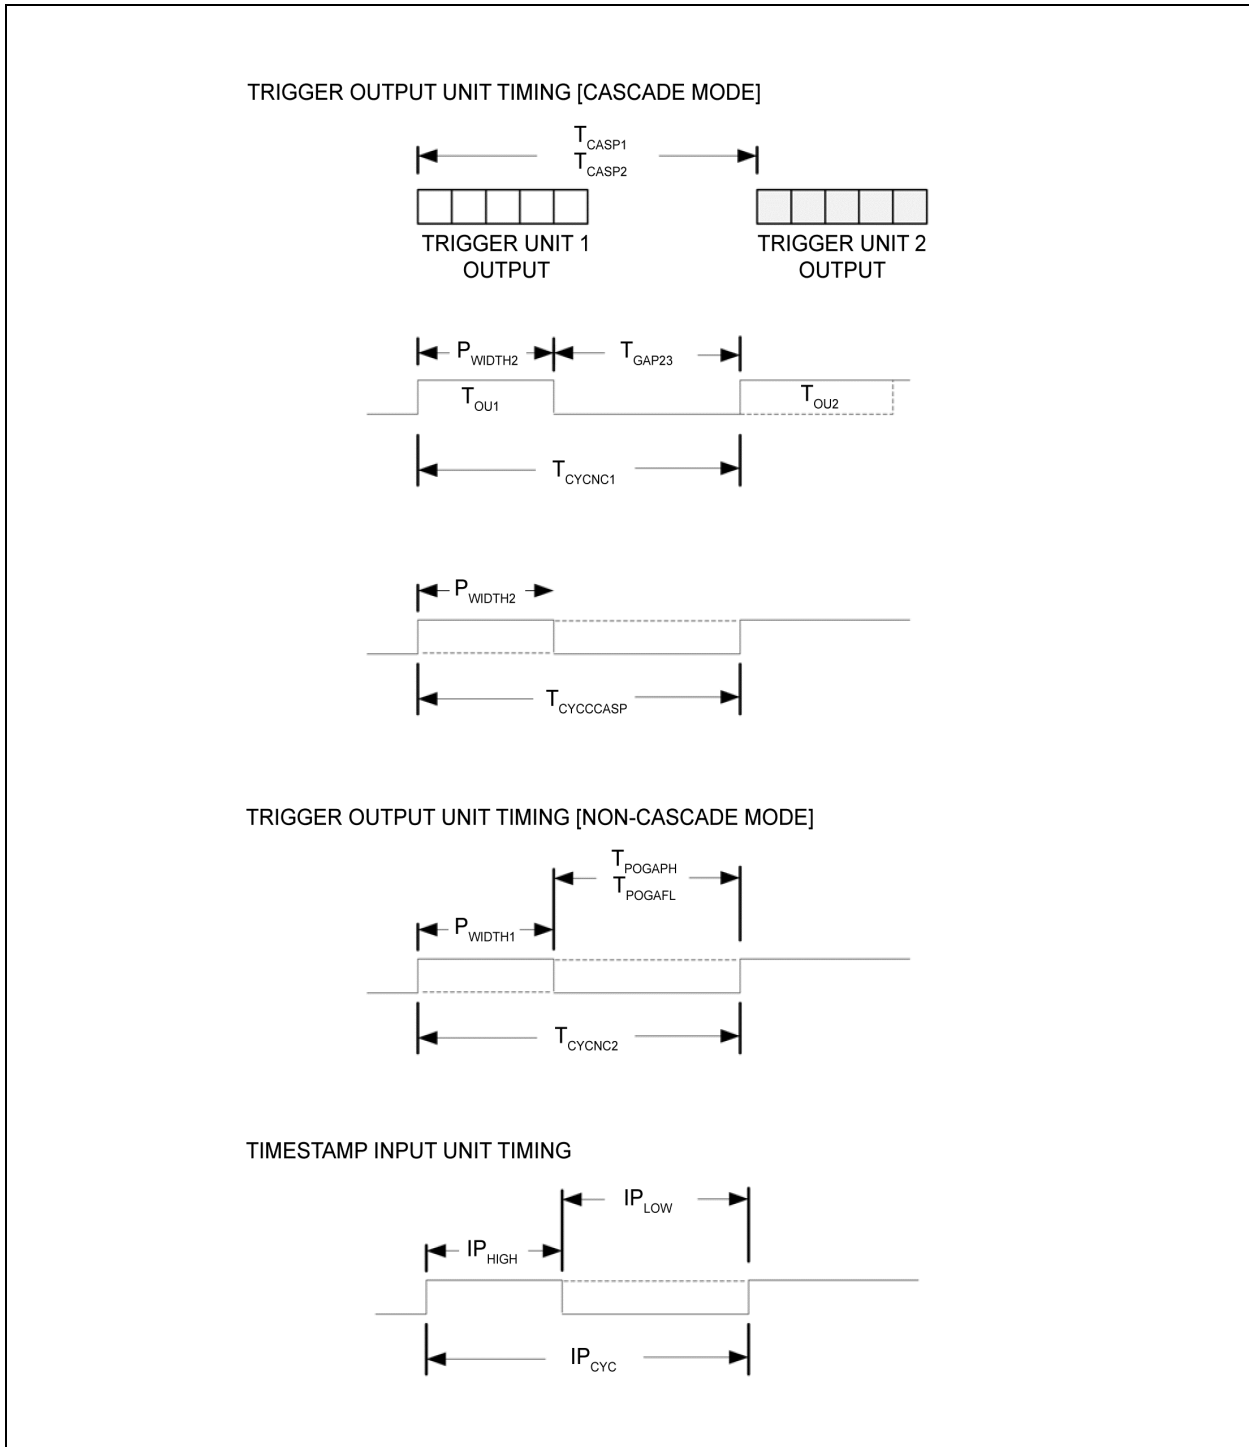 TRIGGER OUTPUT UNIT TIMING [CASCADE MODE]
TCASP1
TCASP2
TRIGGER UNIT 1
OUTPUT
TRIGGER UNIT 2
OUTPUT
PWIDTH2
TGAP23
TOU1
TOU2
TCYCNC1
PWIDTH2
TCYCCCASP
TRIGGER OUTPUT UNIT TIMING [NON-CASCADE MODE]
TPOGAPH
TPOGAFL
PWIDTH1
TCYCNC2
TIMESTAMP INPUT UNIT TIMING
IPLOW
IPHIGH
IPCYC